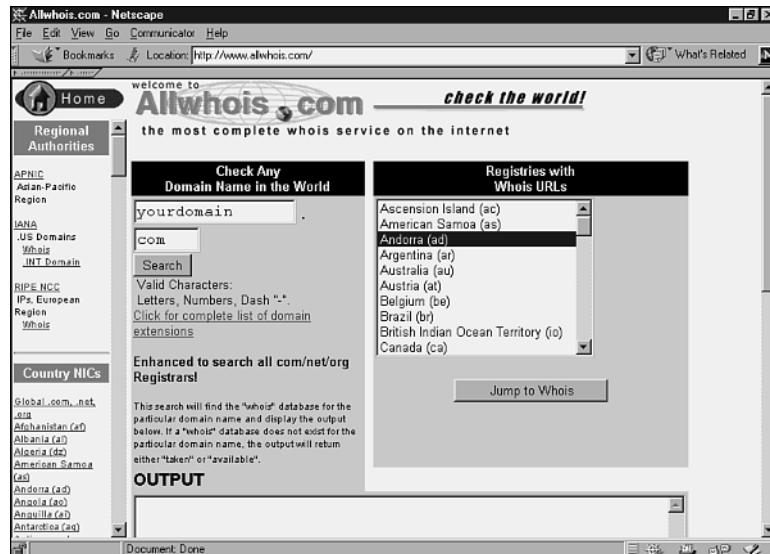 Allwhois.com - Netscape
File Edit View Go Communicator Help
Bookmarks Location: http://www.allwhois.com/ What's Related
N
Home
welcome to
Allwhois.com
check the world!
the most complete whois service on the internet
Regional
Authorities
APNIC
Asian-Pacific
Region
IANA
.US Domains
Whois
.INT Domain
RIPE NCC
IPs, European
Region
Whois
Country NICs
Global .com, .net,
.org
Afghanistan (af)
Albania (al)
Algeria (dz)
American Samoa
(as)
Andorra (ad)
Angola (ao)
Anguilla (ai)
Antarctica (aq)
Check Any
Domain Name in the World
yourdomain .
com
Search
Valid Characters:
Letters, Numbers, Dash "-".
Click for complete list of domain
extensions
Enhanced to search all com/net/org
Registrars!
This search will find the "whois" database for the
particular domain name and display the output
below. If a "whois" database does not exist for the
particular domain name, the output will return
either "taken" or "available".
OUTPUT
Registries with
Whois URLs
Ascension Island (ac)
American Samoa (as)
Andorra (ad)
Argentina (ar)
Australia (au)
Austria (at)
Belgium (be)
Brazil (br)
British Indian Ocean Territory (io)
Canada (ca)
Jump to Whois
Document: Done